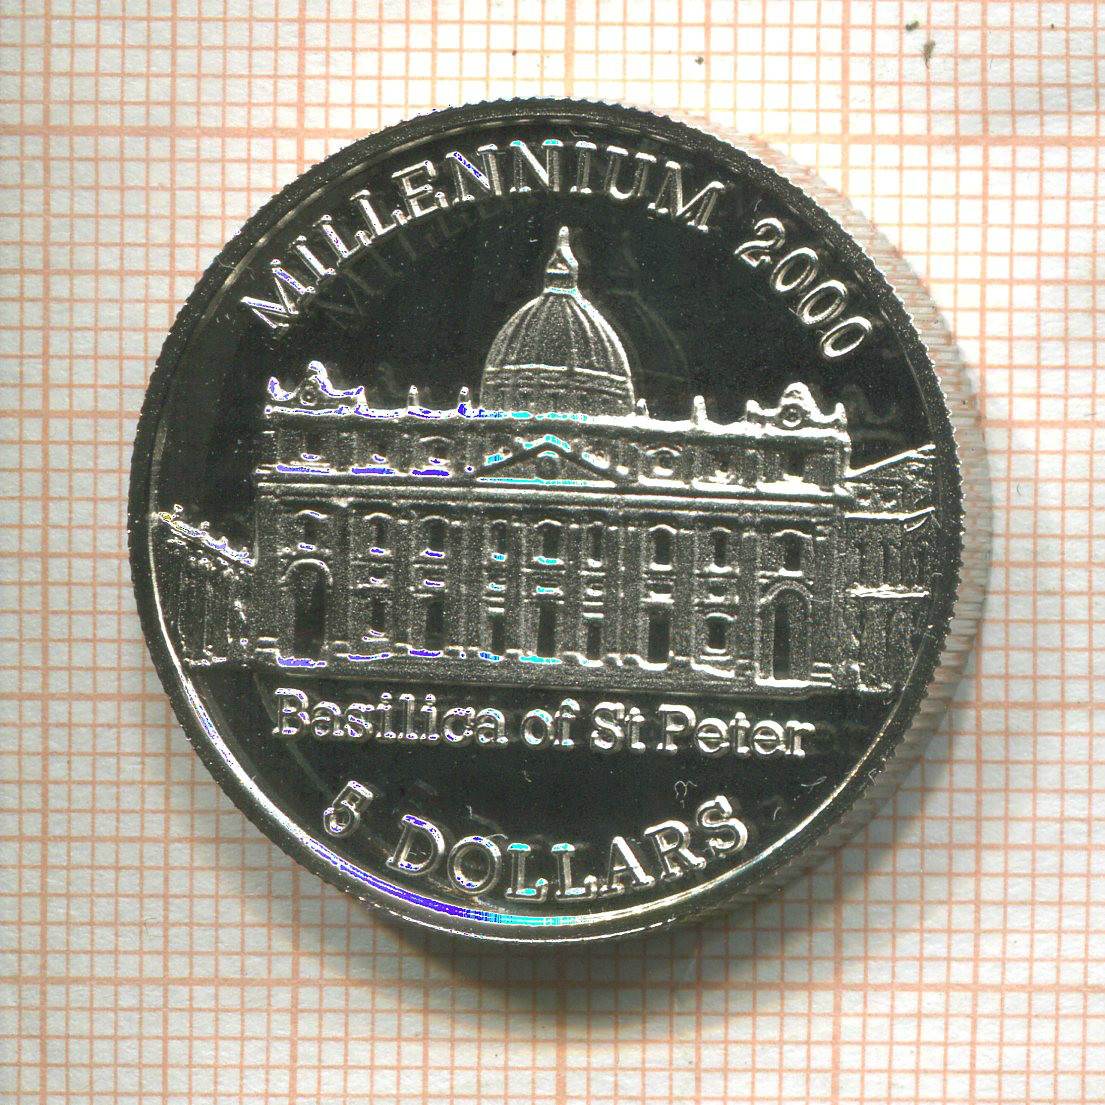 MILLENNIUM 2000
Basilica of St Peter
5 DOLLARS